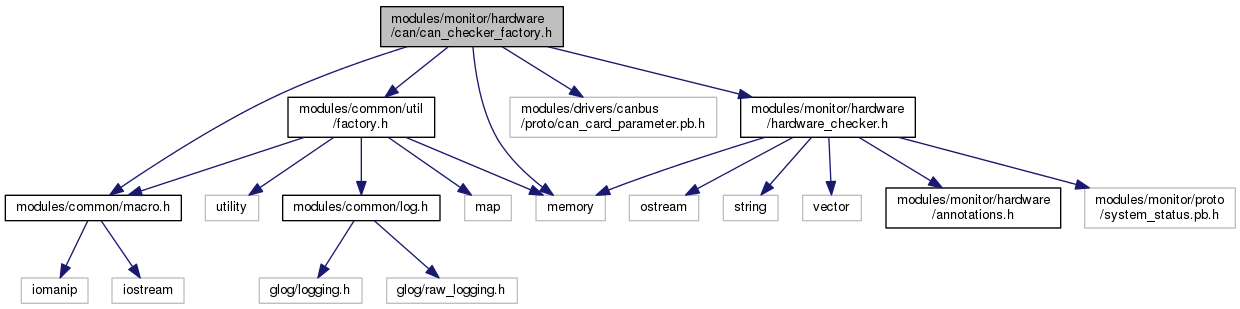 modules/monitor/hardware
/can/can_checker_factory.h
modules/common/util
/factory.h
modules/drivers/canbus
/proto/can_card_parameter.pb.h
modules/monitor/hardware
/hardware_checker.h
modules/common/macro.h
utility
modules/common/log.h
map
memory
ostream
string
vector
modules/monitor/hardware
/annotations.h
modules/monitor/proto
/system_status.pb.h
iomanip
iostream
glog/logging.h
glog/raw_logging.h